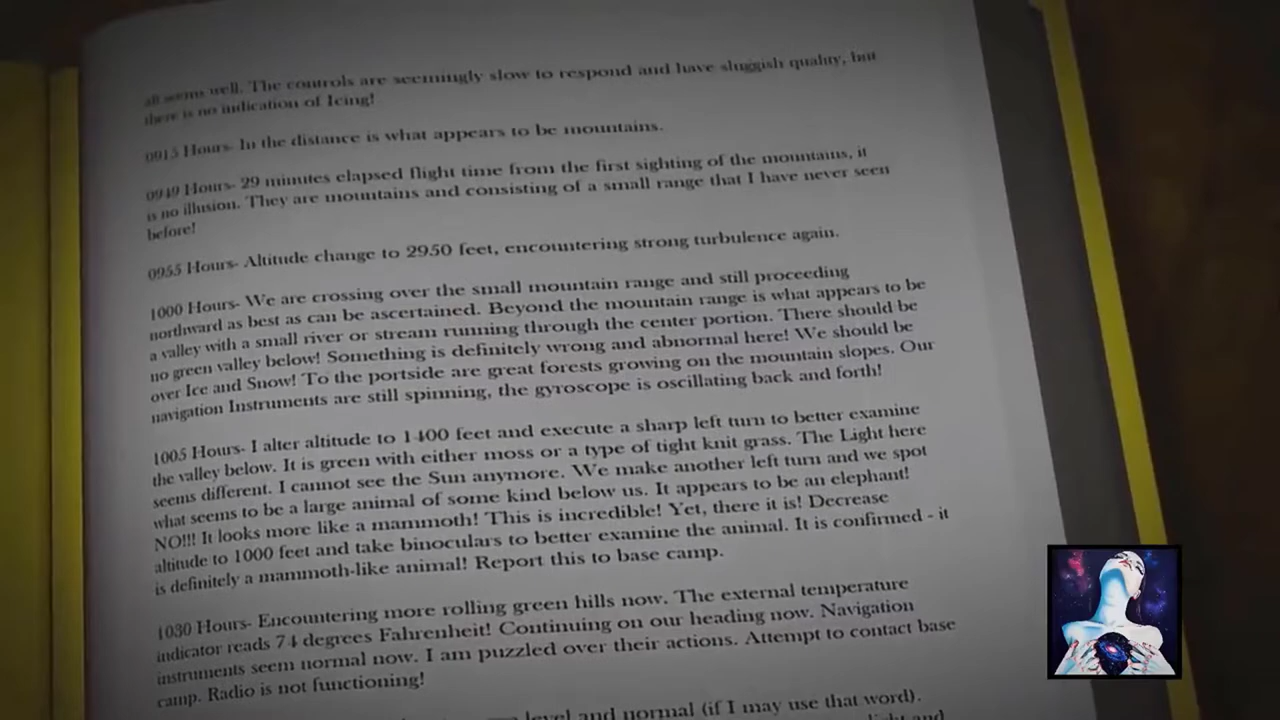 all seems well. The controls are seemingly slow to respond and have sluggish quality, but
there is no indication of Icing!
0915 Hours- In the distance is what appears to be mountains.
0949 Hours- 29 minutes elapsed flight time from the first sighting of the mountains, it
is no illusion. They are mountains and consisting of a small range that I have never seen
before!
0955 Hours- Altitude change to 2950 feet, encountering strong turbulence again.
1000 Hours- We are crossing over the small mountain range and still proceeding
northward as best as can be ascertained. Beyond the mountain range is what appears to be
a valley with a small river or stream running through the center portion. There should be
no green valley below! Something is definitely wrong and abnormal here! We should be
over Ice and Snow! To the portside are great forests growing on the mountain slopes. Our
navigation Instruments are still spinning, the gyroscope is oscillating back and forth!
1005 Hours- I alter altitude to 1400 feet and execute a sharp left turn to better examine
the valley below. It is green with either moss or a type of tight knit grass. The Light here
seems different. I cannot see the Sun anymore. We make another left turn and we spot
what seems to be a large animal of some kind below us. It appears to be an elephant!
NO!!! It looks more like a mammoth! This is incredible! Yet, there it is! Decrease
altitude to 1000 feet and take binoculars to better examine the animal. It is confirmed - it
is definitely a mammoth-like animal! Report this to base camp.
1030 Hours- Encountering more rolling green hills now. The external temperature
indicator reads 74 degrees Fahrenheit! Continuing on our heading now. Navigation
instruments seem normal now. I am puzzled over their actions. Attempt to contact base
camp. Radio is not functioning!
level and normal (if I may use that word).
and